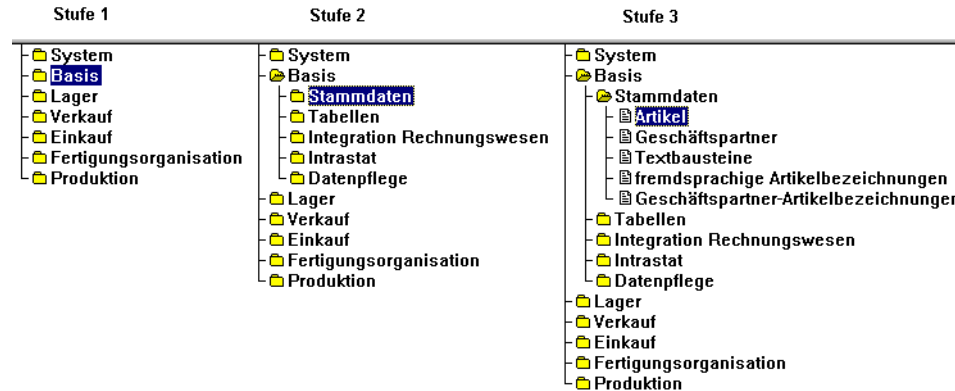 Stufe 1
System
Basis
Lager
Verkauf
Einkauf
Fertigungsorganisation
Produktion
Stufe 2
System
Basis
Stammdaten
Tabellen
Integration Rechnungswesen
Intrastat
Datenpflege
Lager
Verkauf
Einkauf
Fertigungsorganisation
Produktion
Stufe 3
System
Basis
Stammdaten
Artikel
Geschäftspartner
Textbausteine
fremdsprachige Artikelbezeichnungen
Geschäftspartner-Artikelbezeichnungen
Tabellen
Integration Rechnungswesen
Intrastat
Datenpflege
Lager
Verkauf
Einkauf
Fertigungsorganisation
Produktion